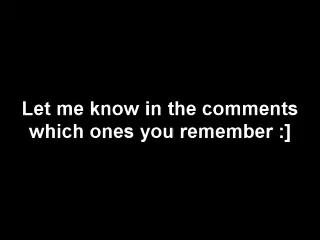 Let me know in the comments
which ones you remember :]